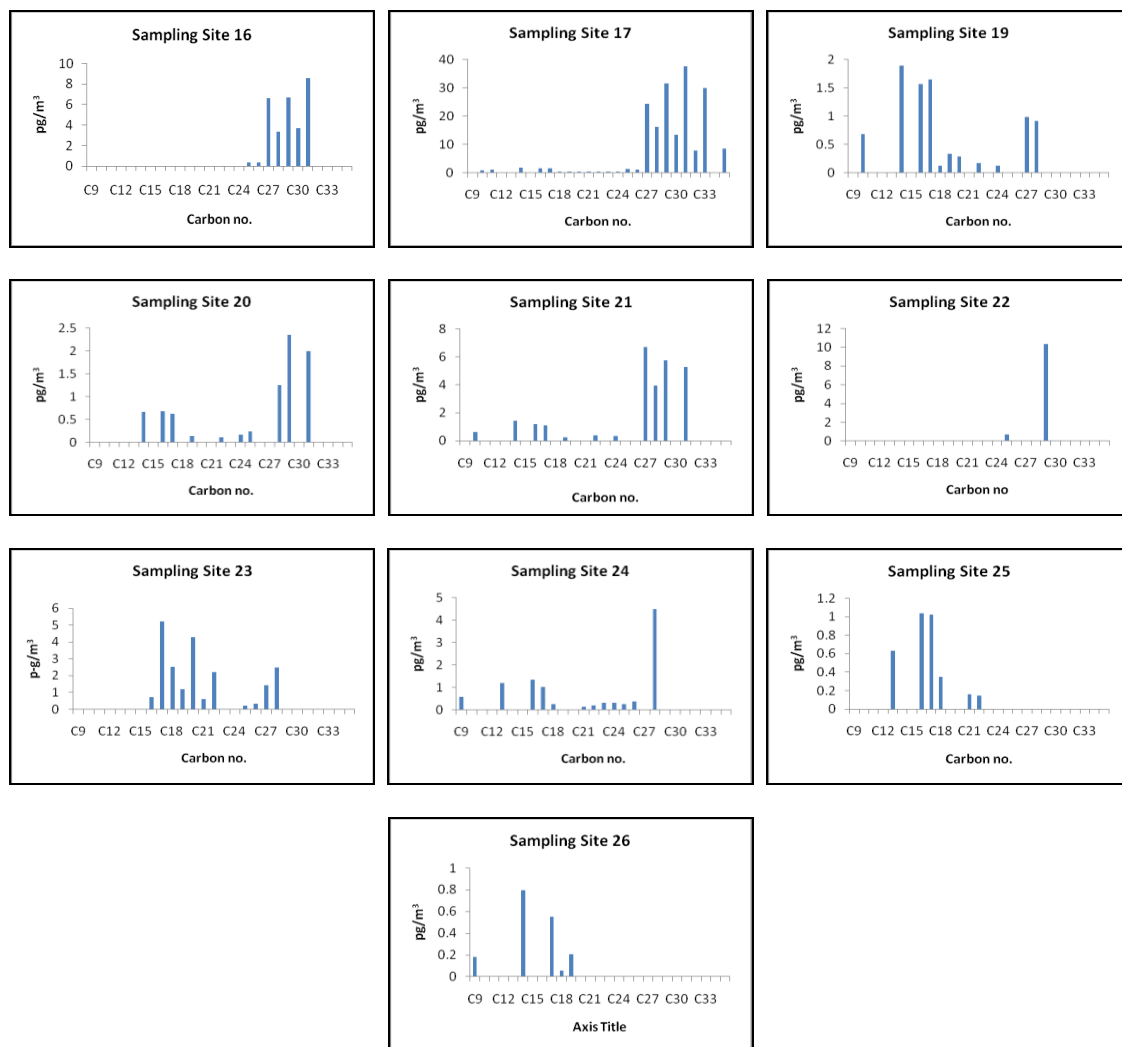 Sampling Site 16
10
8
6
4
2
0
pg/m³
C9 C12 C15 C18 C21 C24 C27 C30 C33
Carbon no.
Sampling Site 17
40
30
20
10
0
pg/m³
C9 C12 C15 C18 C21 C24 C27 C30 C33
Carbon no.
Sampling Site 19
2
1.5
1
0.5
0
pg/m³
C9 C12 C15 C18 C21 C24 C27 C30 C33
Carbon no.
Sampling Site 20
2.5
2
1.5
1
0.5
0
pg/m³
C9 C12 C15 C18 C21 C24 C27 C30 C33
Carbon no.
Sampling Site 21
8
6
4
2
0
pg/m³
C9 C12 C15 C18 C21 C24 C27 C30 C33
Carbon no.
Sampling Site 22
12
10
8
6
4
2
0
pg/m³
C9 C12 C15 C18 C21 C24 C27 C30 C33
Carbon no
Sampling Site 23
6
5
4
3
2
1
0
p-g/m³
C9 C12 C15 C18 C21 C24 C27 C30 C33
Carbon no.
Sampling Site 24
5
4
3
2
1
0
pg/m³
C9 C12 C15 C18 C21 C24 C27 C30 C33
Carbon no.
Sampling Site 25
1.2
1
0.8
0.6
0.4
0.2
0
pg/m³
C9 C12 C15 C18 C21 C24 C27 C30 C33
Carbon no.
Sampling Site 26
1
0.8
0.6
0.4
0.2
0
pg/m³
C9 C12 C15 C18 C21 C24 C27 C30 C33
Axis Title